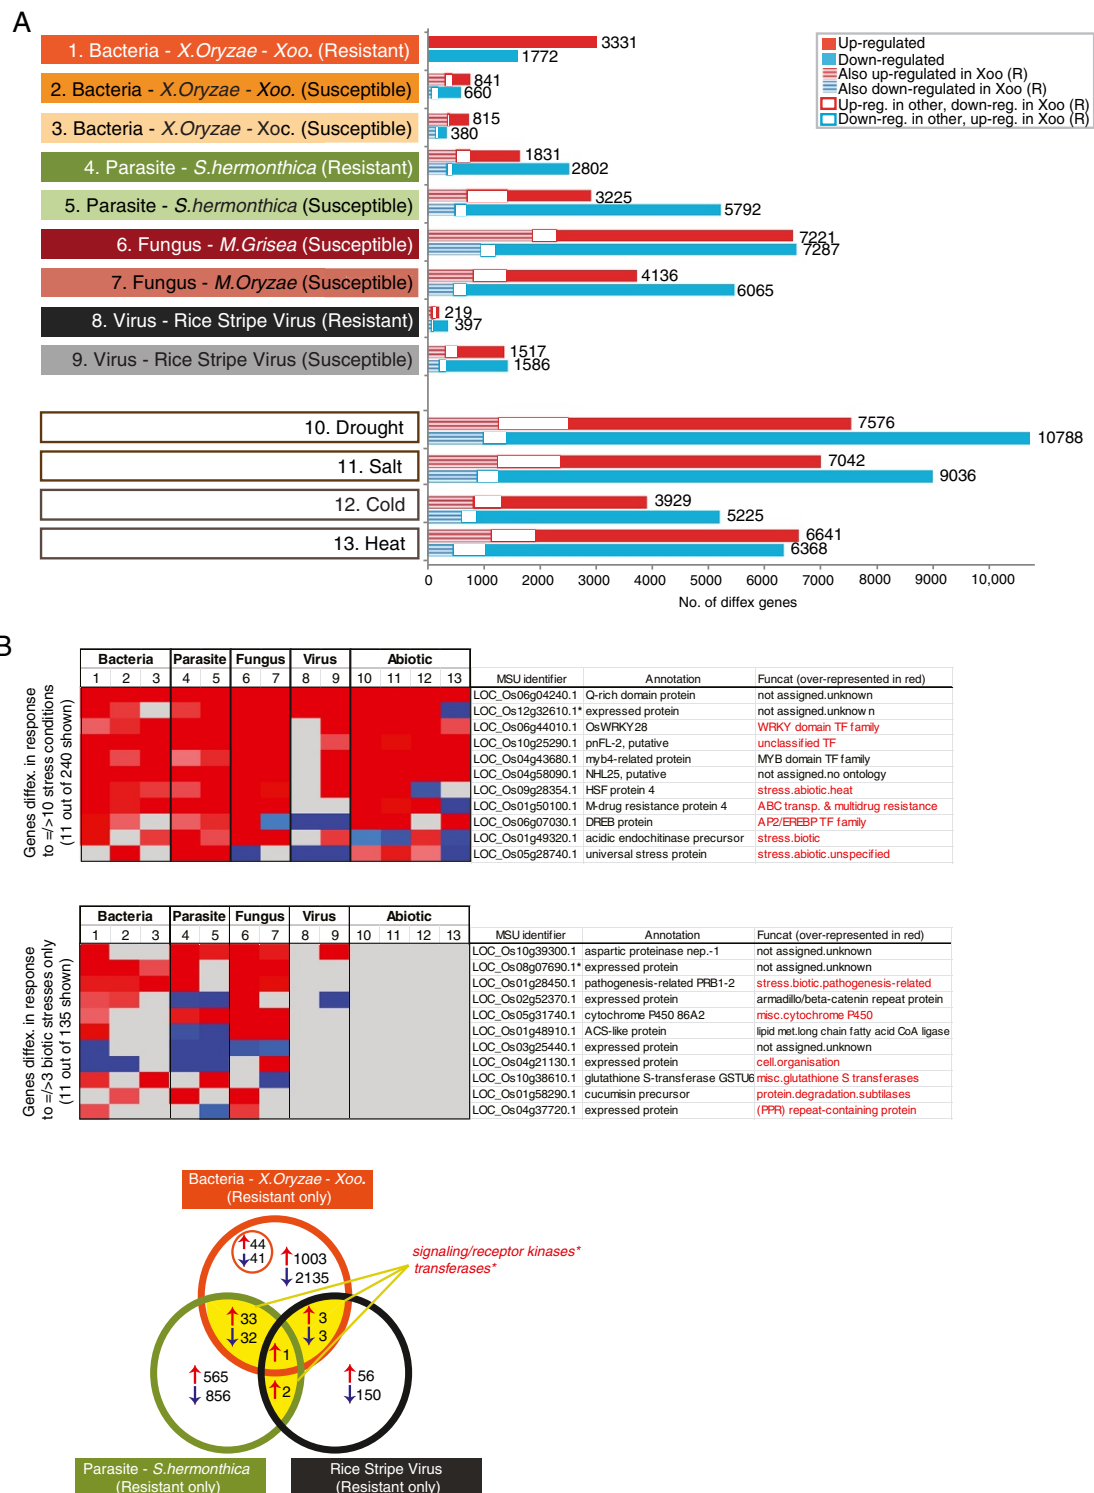 A
1. Bacteria - X.Oryzae - Xoo. (Resistant)
3331
1772
2. Bacteria - X.Oryzae - Xoo. (Susceptible)
841
660
3. Bacteria - X.Oryzae - Xoc. (Susceptible)
815
380
4. Parasite - S.hermonthica (Resistant)
1831
2802
5. Parasite - S.hermonthica (Susceptible)
3225
5792
6. Fungus - M.Grisea (Susceptible)
7221
7287
7. Fungus - M.Oryzae (Susceptible)
4136
6065
8. Virus - Rice Stripe Virus (Resistant)
219
397
9. Virus - Rice Stripe Virus (Susceptible)
1517
1586
10. Drought
7576
10788
11. Salt
7042
9036
12. Cold
3929
5225
13. Heat
6641
6368
Up-regulated
Down-regulated
Also up-regulated in Xoo (R)
Also down-regulated in Xoo (R)
Up-reg. in other, down-reg. in Xoo (R)
Down-reg. in other, up-reg. in Xoo (R)
0 1000 2000 3000 4000 5000 6000 7000 8000 9000 10,000
No. of diffex genes
B
Genes diffex. in response
to =/>10 stress conditions
(11 out of 240 shown)
Bacteria Parasite Fungus Virus Abiotic
1 2 3 4 5 6 7 8 9 10 11 12 13 MSU identifier Annotation Funcat (over-represented in red)
LOC_Os06g04240.1 Q-rich domain protein not assigned.unknown
LOC_Os12g32610.1* expressed protein not assigned.unknown
LOC_Os06g44010.1 OsWRKY28 WRKY domain TF family
LOC_Os10g25290.1 pnFL-2, putative unclassified TF
LOC_Os04g43680.1 myb4-related protein MYB domain TF family
LOC_Os04g58090.1 NHL25, putative not assigned.no ontology
LOC_Os09g28354.1 HSF protein 4 stress.abiotic.heat
LOC_Os01g50100.1 M-drug resistance protein 4 ABC transp. & multidrug resistance
LOC_Os06g07030.1 DREB protein AP2/EREBP TF family
LOC_Os01g49320.1 acidic endochitinase precursor stress.biotic
LOC_Os05g28740.1 universal stress protein stress.abiotic.unspecified
Genes diffex. in response
to =/>3 biotic stresses only
(11 out of 135 shown)
Bacteria Parasite Fungus Virus Abiotic
1 2 3 4 5 6 7 8 9 10 11 12 13 MSU identifier Annotation Funcat (over-represented in red)
LOC_Os10g39300.1 aspartic proteinase nep.-1 not assigned.unknown
LOC_Os08g07690.1* expressed protein not assigned.unknown
LOC_Os01g28450.1 pathogenesis-related PRB1-2 stress.biotic.pathogenesis-related
LOC_Os02g52370.1 expressed protein armadillo/beta-catenin repeat protein
LOC_Os05g31740.1 cytochrome P450 86A2 misc.cytochrome P450
LOC_Os01g48910.1 ACS-like protein lipid met.long chain fatty acid CoA ligase
LOC_Os03g25440.1 expressed protein not assigned.unknown
LOC_Os04g21130.1 expressed protein cell.organisation
LOC_Os10g38610.1 glutathione S-transferase GSTU6 misc.glutathione S transferases
LOC_Os01g58290.1 cucumisin precursor protein.degradation.subtilases
LOC_Os04g37720.1 expressed protein (PPR) repeat-containing protein
Bacteria - X.Oryzae - Xoo.
(Resistant only)
↑44
↓41
↑1003
↓2135
signaling/receptor kinases*
transferases*
↑33
↓32
↑3
↓3
↑1
↑2
↑565
↓856
↑56
↓150
Parasite - S.hermonthica
(Resistant only)
Rice Stripe Virus
(Resistant only)